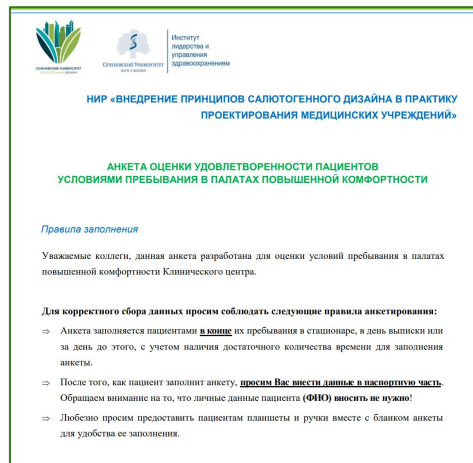 СЕЧЕНОВСКИЙ УНИВЕРСИТЕТ
Сеченовский Университет
Институт
лидерства и
управления
здравоохранением
НИР «ВНЕДРЕНИЕ ПРИНЦИПОВ САЛЮТОГЕННОГО ДИЗАЙНА В ПРАКТИКУ
ПРОЕКТИРОВАНИЯ МЕДИЦИНСКИХ УЧРЕЖДЕНИЙ»
АНКЕТА ОЦЕНКИ УДОВЛЕТВОРЕННОСТИ ПАЦИЕНТОВ
УСЛОВИЯМИ ПРЕБЫВАНИЯ В ПАЛАТАХ ПОВЫШЕННОЙ КОМФОРТНОСТИ
Правила заполнения
Уважаемые коллеги, данная анкета разработана для оценки условий пребывания в палатах
повышенной комфортности Клинического центра.
Для корректного сбора данных просим соблюдать следующие правила анкетирования:
⇒ Анкета заполняется пациентами в конце их пребывания в стационаре, в день выписки или
за день до этого, с учетом наличия достаточного количества времени для заполнения
анкеты.
⇒ После того, как пациент заполнит анкету, просим Вас внести данные в паспортную часть.
Обращаем внимание на то, что личные данные пациента (ФИО) вносить не нужно!
⇒ Любезно просим предоставить пациентам планшеты и ручки вместе с бланком анкеты
для удобства ее заполнения.